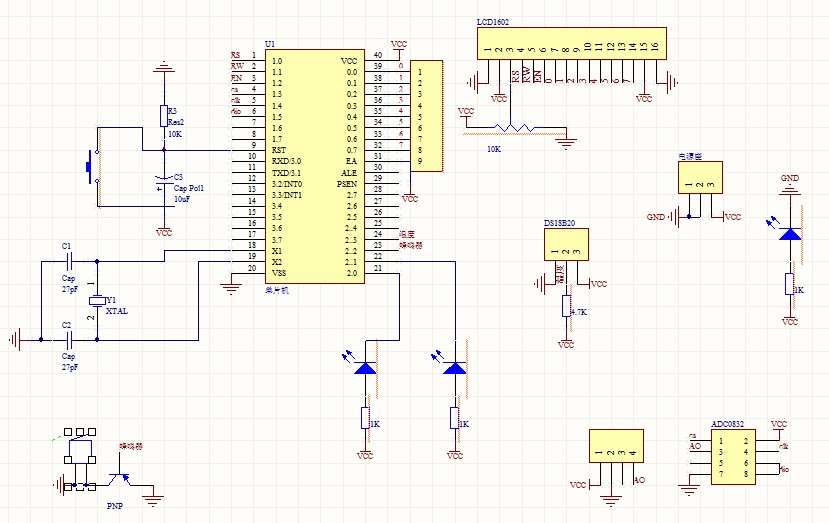 U1
RS 1 1.0
RW 2 1.1
EN 3 1.2
cs 4 1.3
clk 5 1.4
dio 6 1.5
7 1.6
8 1.7
9 RST
10 RXD/3.0
11 TXD/3.1
12 3.2/INT0
13 3.3/INT1
14 3.4
15 3.5
16 3.6
17 3.7
18 X1
19 X2
20 VSS
VCC 40 VCC
0.0 39 0
0.1 38 1
0.2 37 2
0.3 36 3
0.4 35 4
0.5 34 5
0.6 33 6
0.7 32 7
EA 31
ALE 30
PSEN 29
2.7 28
2.6 27
2.5 26
2.4 25
2..3 24 温度
2..2 23 蜂鸣器
2..1 22
2.0 21
单片机
1
2
3
4
5
6
7
8
9
VCC
R3
Res2
10K
C3
Cap Pol1
10uF
VCC
C1
Cap
27pF
1
Y1
XTAL
2
C2
Cap
27pF
LCD1602
1 2 3 4 5 6 7 8 9 10 11 12 13 14 15 16
RS RW EN 0 1 2 3 4 5 6 7
VCC
VCC
VCC
10K
电源座
1 2 3
GND
VCC
GND
1K
VCC
DS18B20
1 2 3
温度
VCC
4.7K
VCC
1K
VCC
1K
VCC
蜂鸣器
PNP
1 2 3 4
VCC
AO
ADC0832
cs 1 2 VCC
AO 3 4 clk
5 6
7 8 dio